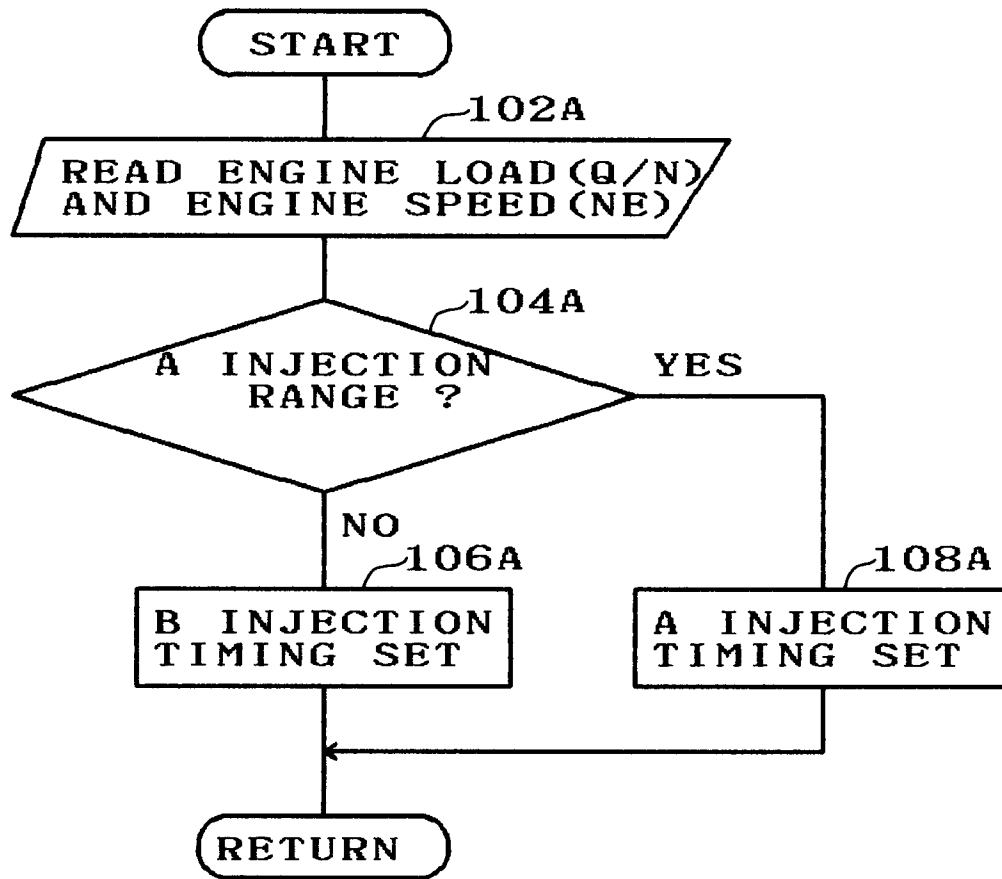 START
102A
READ ENGINE LOAD(Q/N)
AND ENGINE SPEED(NE)
104A
A INJECTION
RANGE ?
YES
NO
106A
108A
B INJECTION
TIMING SET
A INJECTION
TIMING SET
RETURN